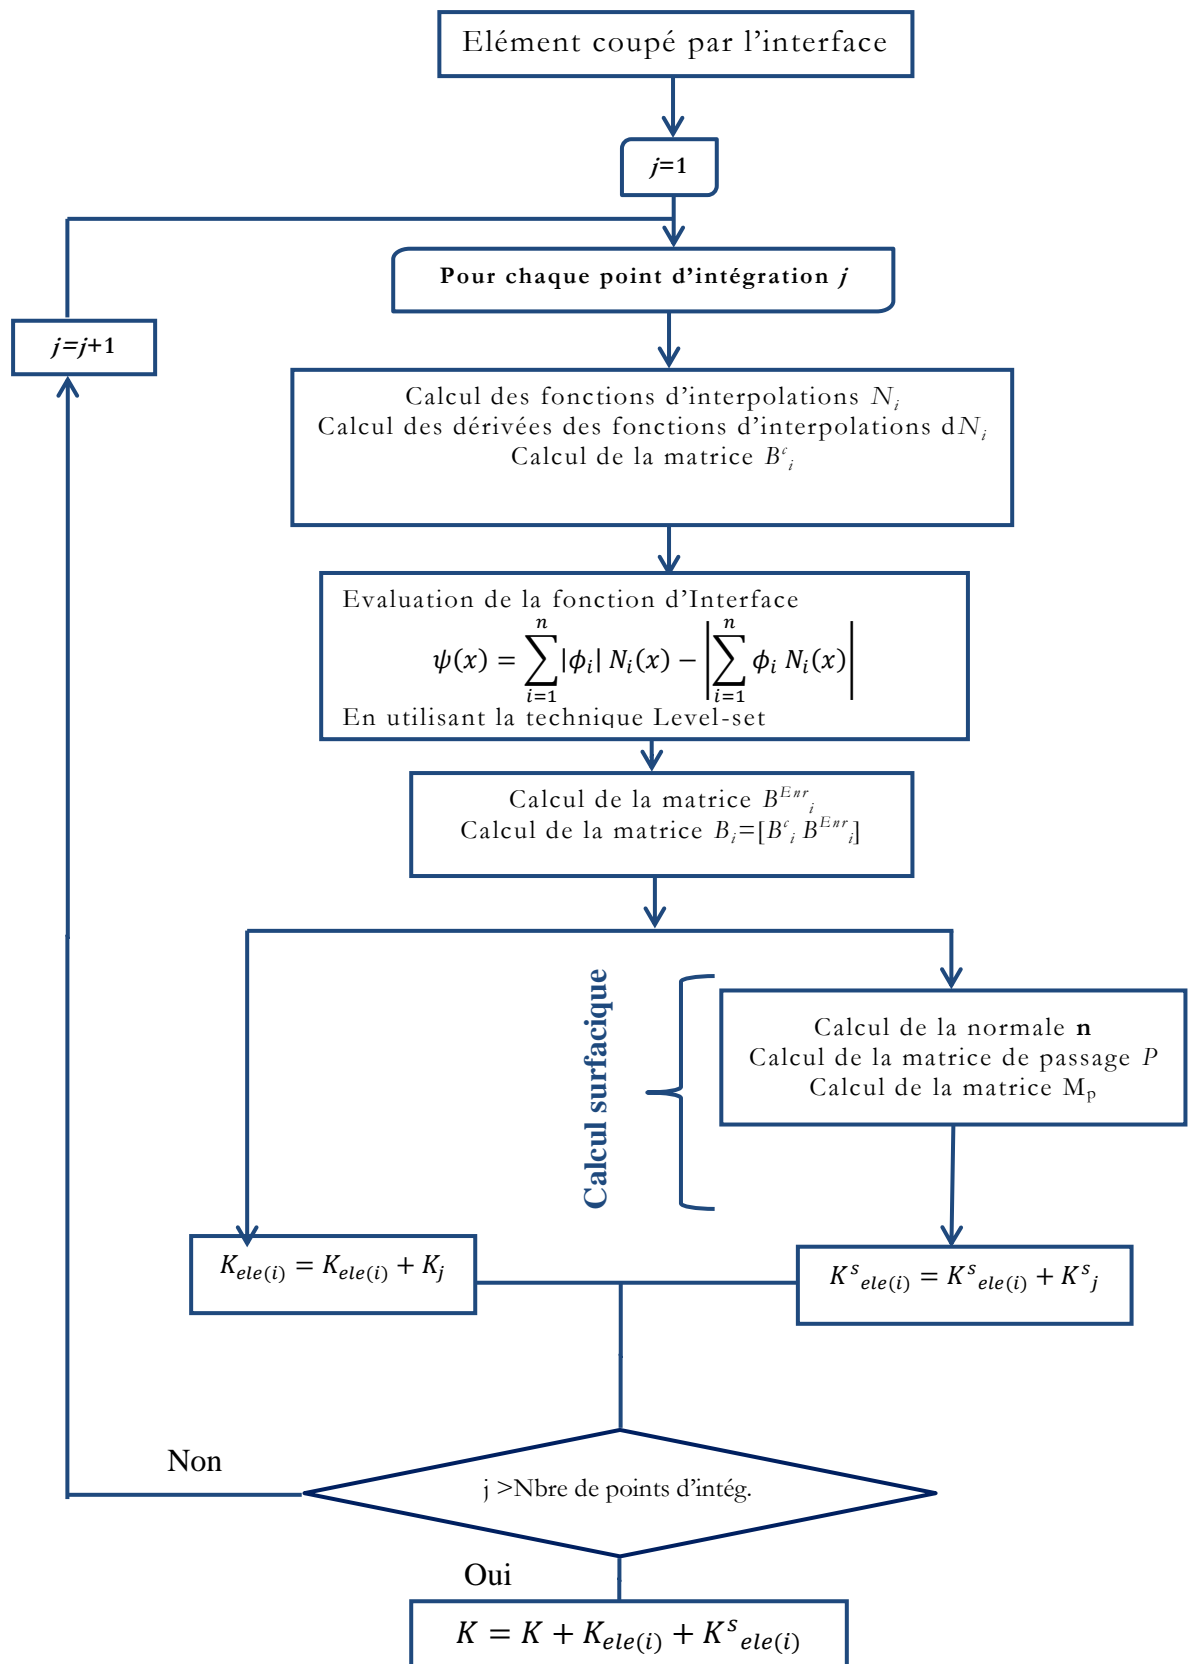 Elément coupé par l'interface
j=1
Pour chaque point d'intégration j
j=j+1
Calcul des fonctions d'interpolations N_i
Calcul des dérivées des fonctions d'interpolations dN_i
Calcul de la matrice B^c_i
Evaluation de la fonction d'Interface
ψ(x) = ∑_{i=1}^{n} |ϕ_i| N_i(x) − |∑_{i=1}^{n} ϕ_i N_i(x)|
En utilisant la technique Level-set
Calcul de la matrice B^{Enr}_i
Calcul de la matrice B_i=[B^c_i B^{Enr}_i]
Calcul surfacique
Calcul de la normale n
Calcul de la matrice de passage P
Calcul de la matrice M_p
K_{ele(i)} = K_{ele(i)} + K_j
K^s_{ele(i)} = K^s_{ele(i)} + K^s_j
Non
j >Nbre de points d'intég.
Oui
K = K + K_{ele(i)} + K^s_{ele(i)}